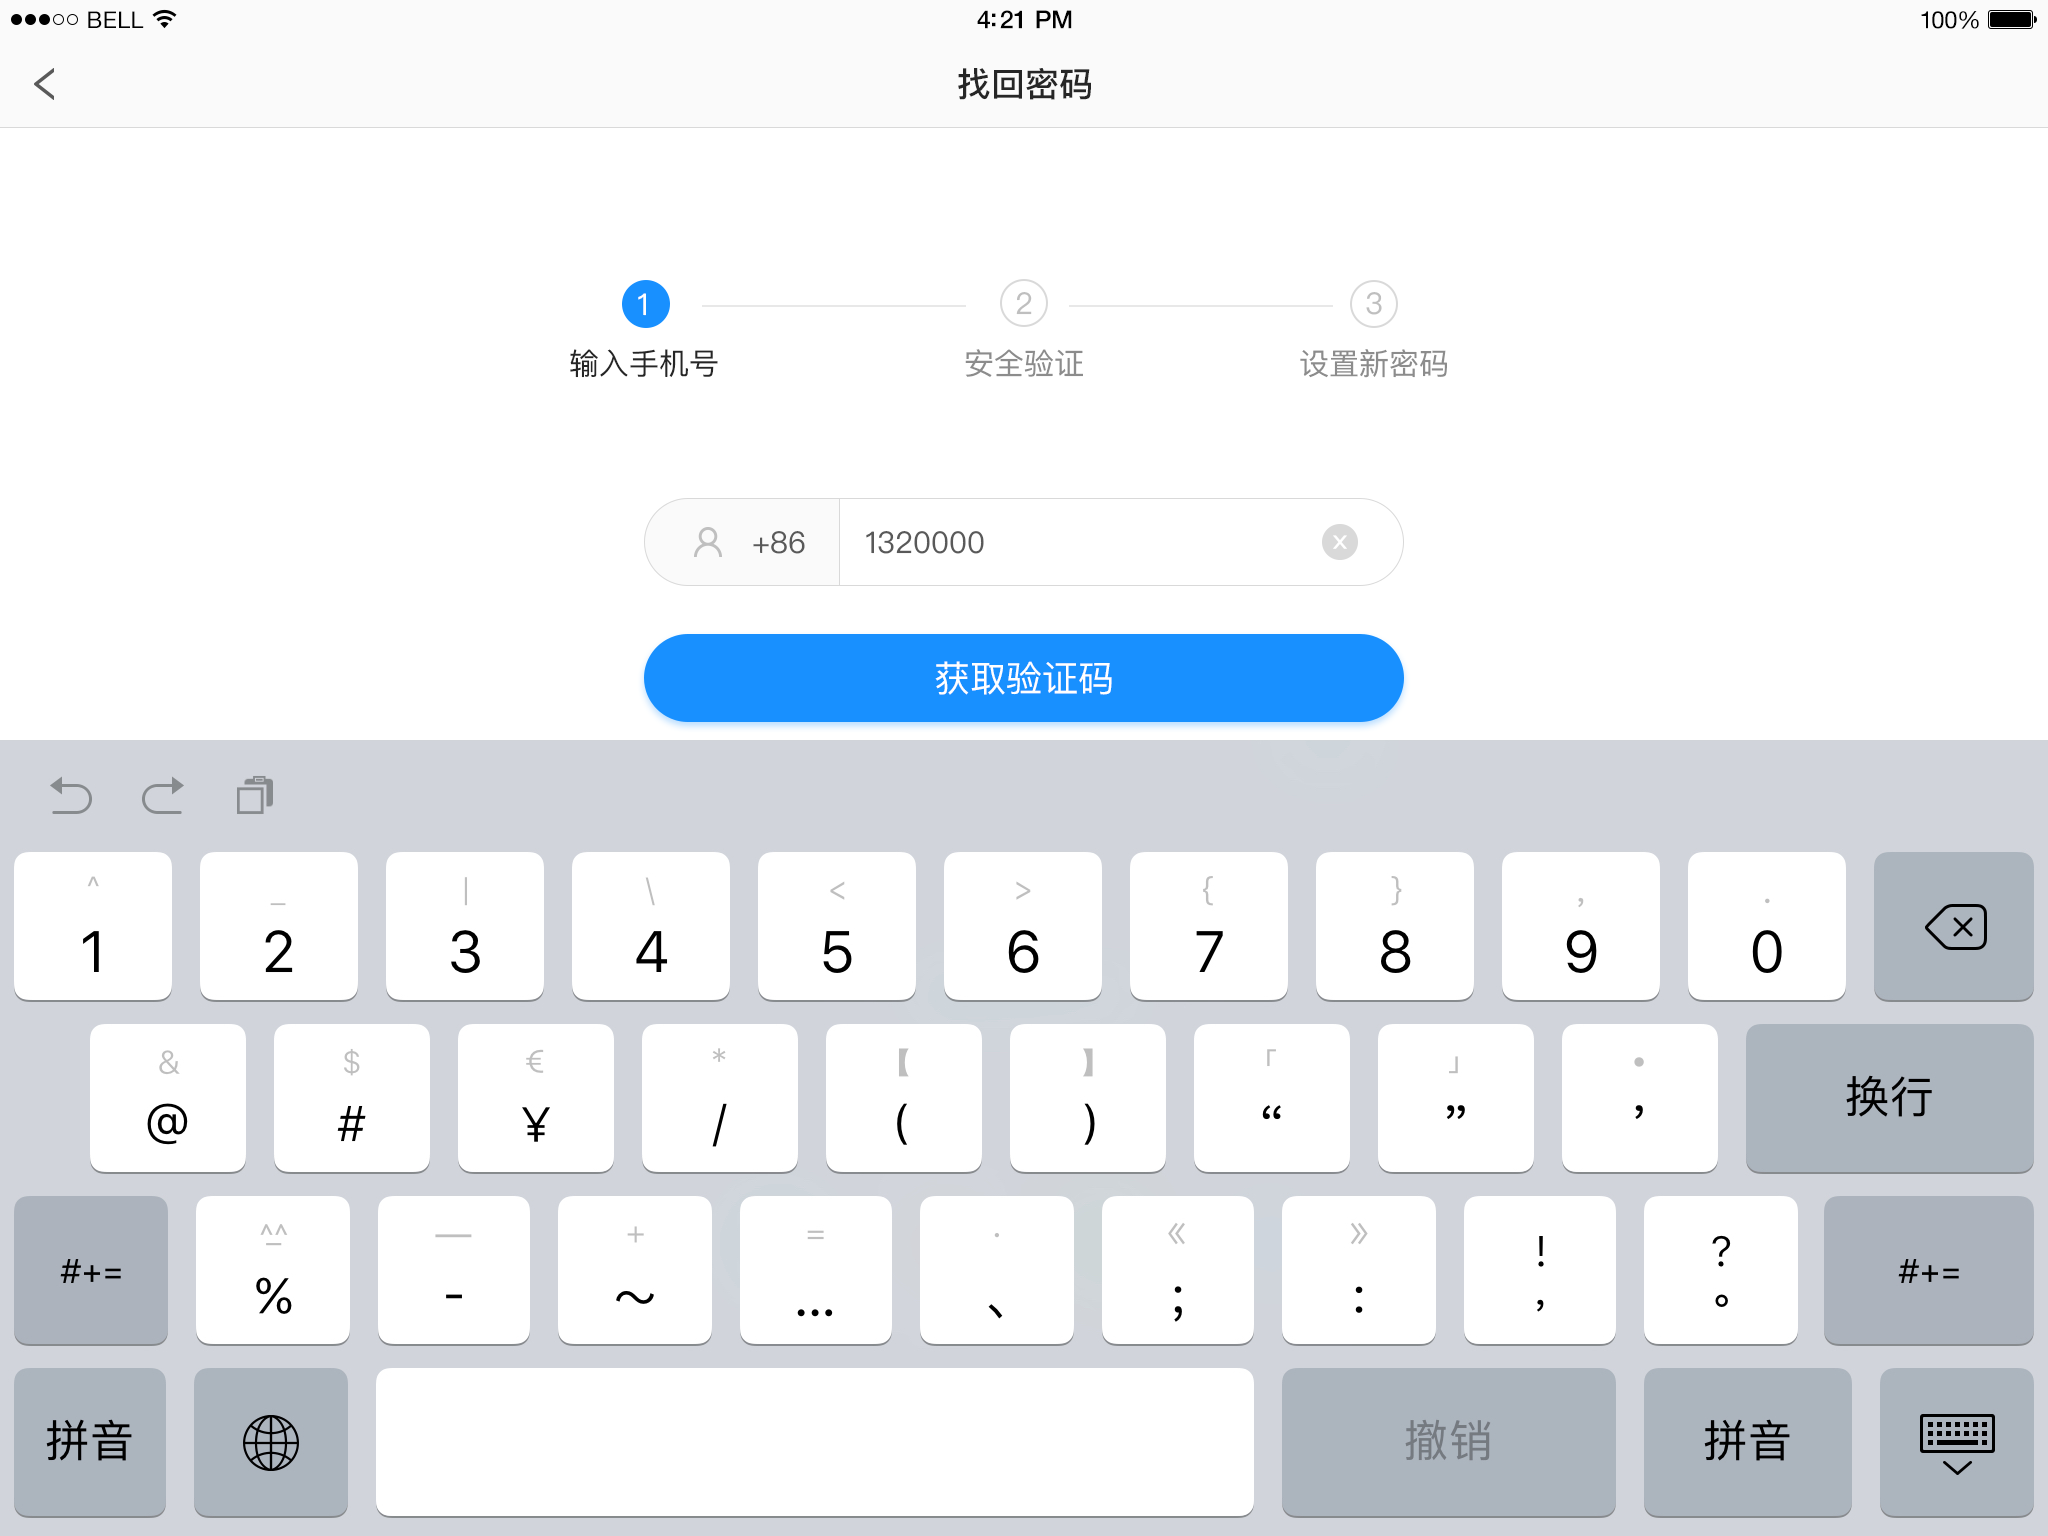 BELL 4:21 PM 100%
找回密码
1 2 3
输入手机号 安全验证 设置新密码
+86 1320000
获取验证码
^ _ | \ < > { } , .
1 2 3 4 5 6 7 8 9 0
& $ € * 【 】 「 」 •
@ # ¥ / ( ) “ ” ’ 换行
^_^ — + = · 《 》 ! ?
#+= % - ~ … 、 ; : , 。 #+=
拼音 撤销 拼音